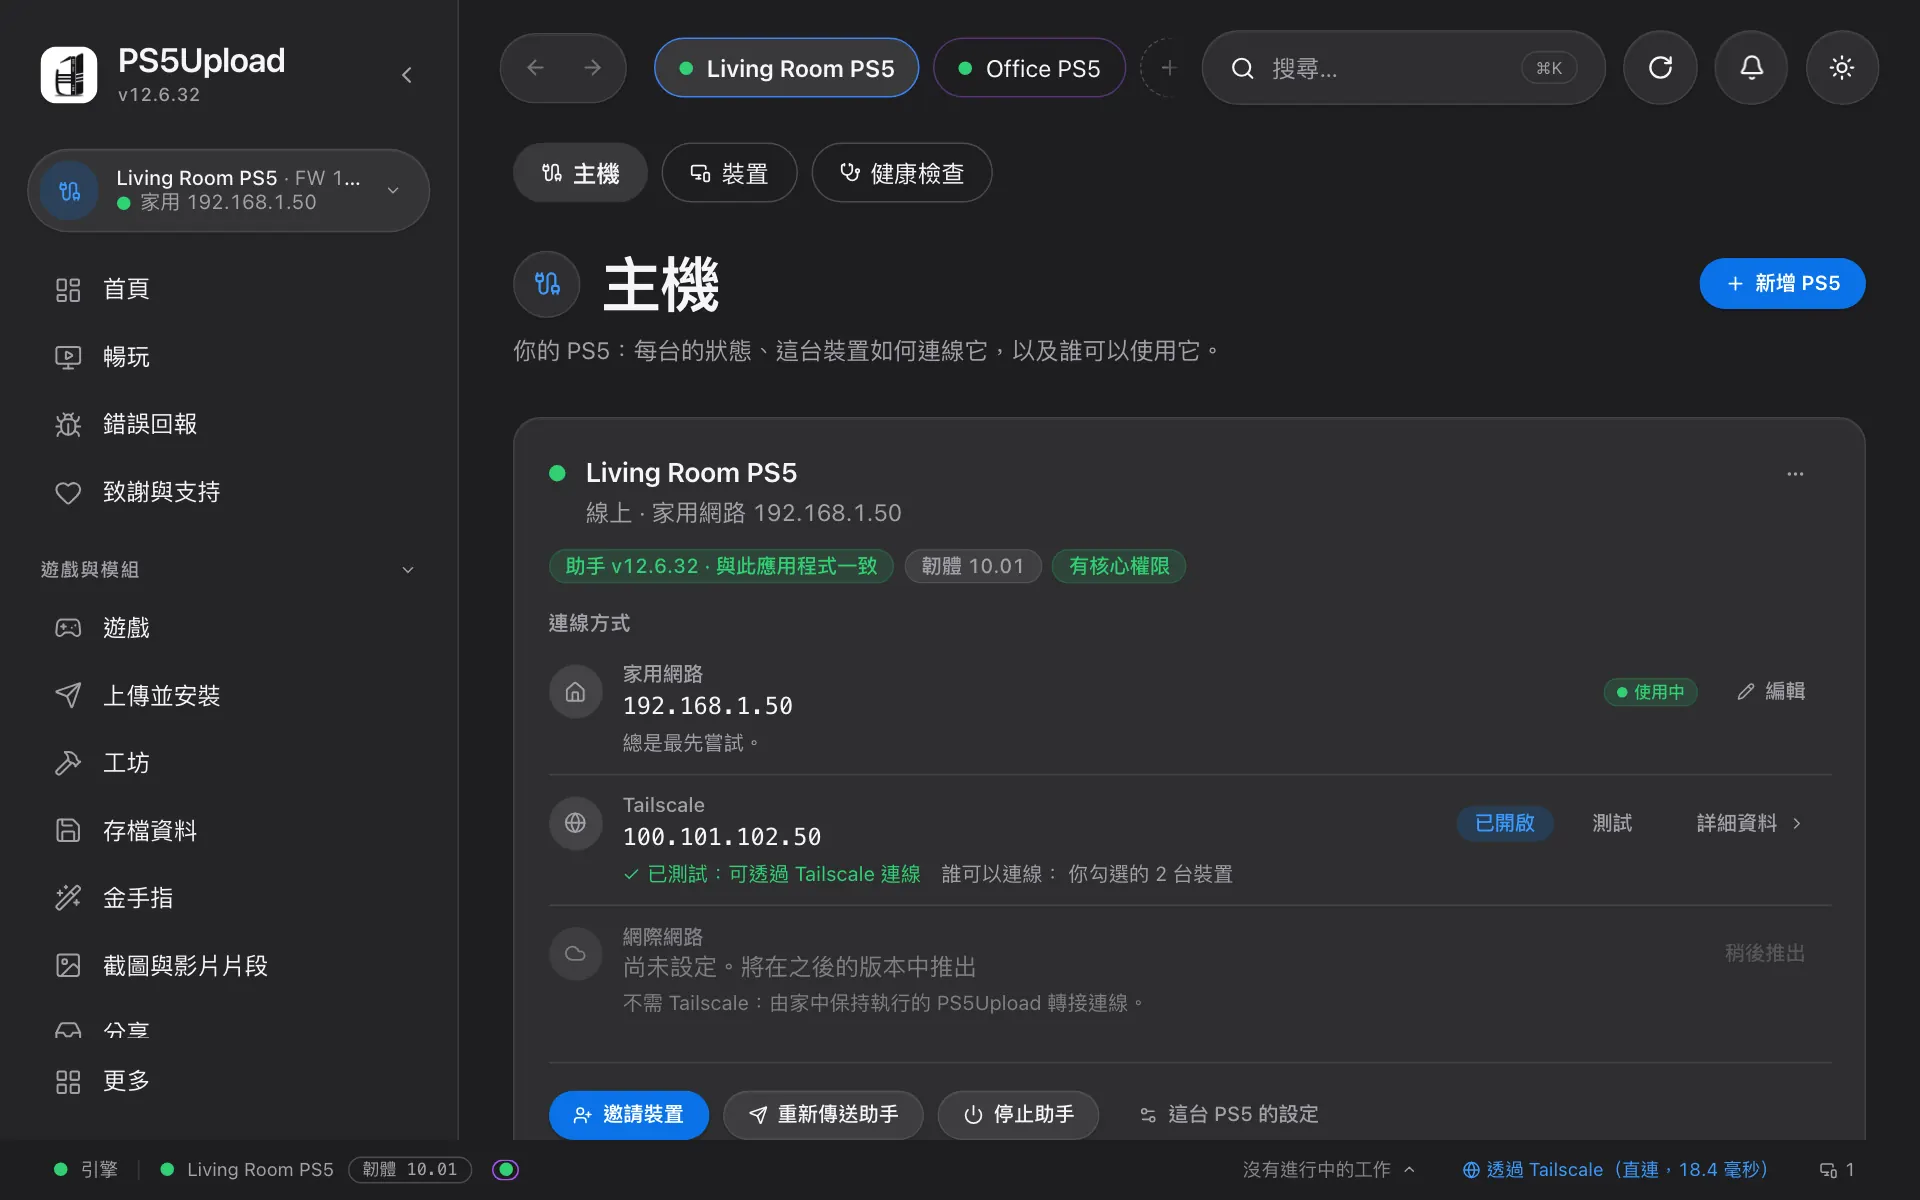 PS5Upload
v12.6.32
Living Room PS5 · FW 1...
家用 192.168.1.50
首頁
暢玩
錯誤回報
致謝與支持
遊戲與模組
遊戲
上傳並安裝
工坊
存檔資料
金手指
截圖與影片片段
分享
更多
Living Room PS5
Office PS5
搜尋...
⌘K
主機
裝置
健康檢查
主機
新增 PS5
你的 PS5：每台的狀態、這台裝置如何連線它，以及誰可以使用它。
Living Room PS5
線上 · 家用網路 192.168.1.50
助手 v12.6.32 · 與此應用程式一致
韌體 10.01
有核心權限
連線方式
家用網路
192.168.1.50
總是最先嘗試。
使用中
編輯
Tailscale
100.101.102.50
已測試：可透過 Tailscale 連線
誰可以連線： 你勾選的 2 台裝置
已開啟
測試
詳細資料
網際網路
尚未設定。將在之後的版本中推出
不需 Tailscale：由家中保持執行的 PS5Upload 轉接連線。
稍後推出
邀請裝置
重新傳送助手
停止助手
這台 PS5 的設定
引擎
Living Room PS5
韌體 10.01
沒有進行中的工作
透過 Tailscale（直連，18.4 毫秒）
1